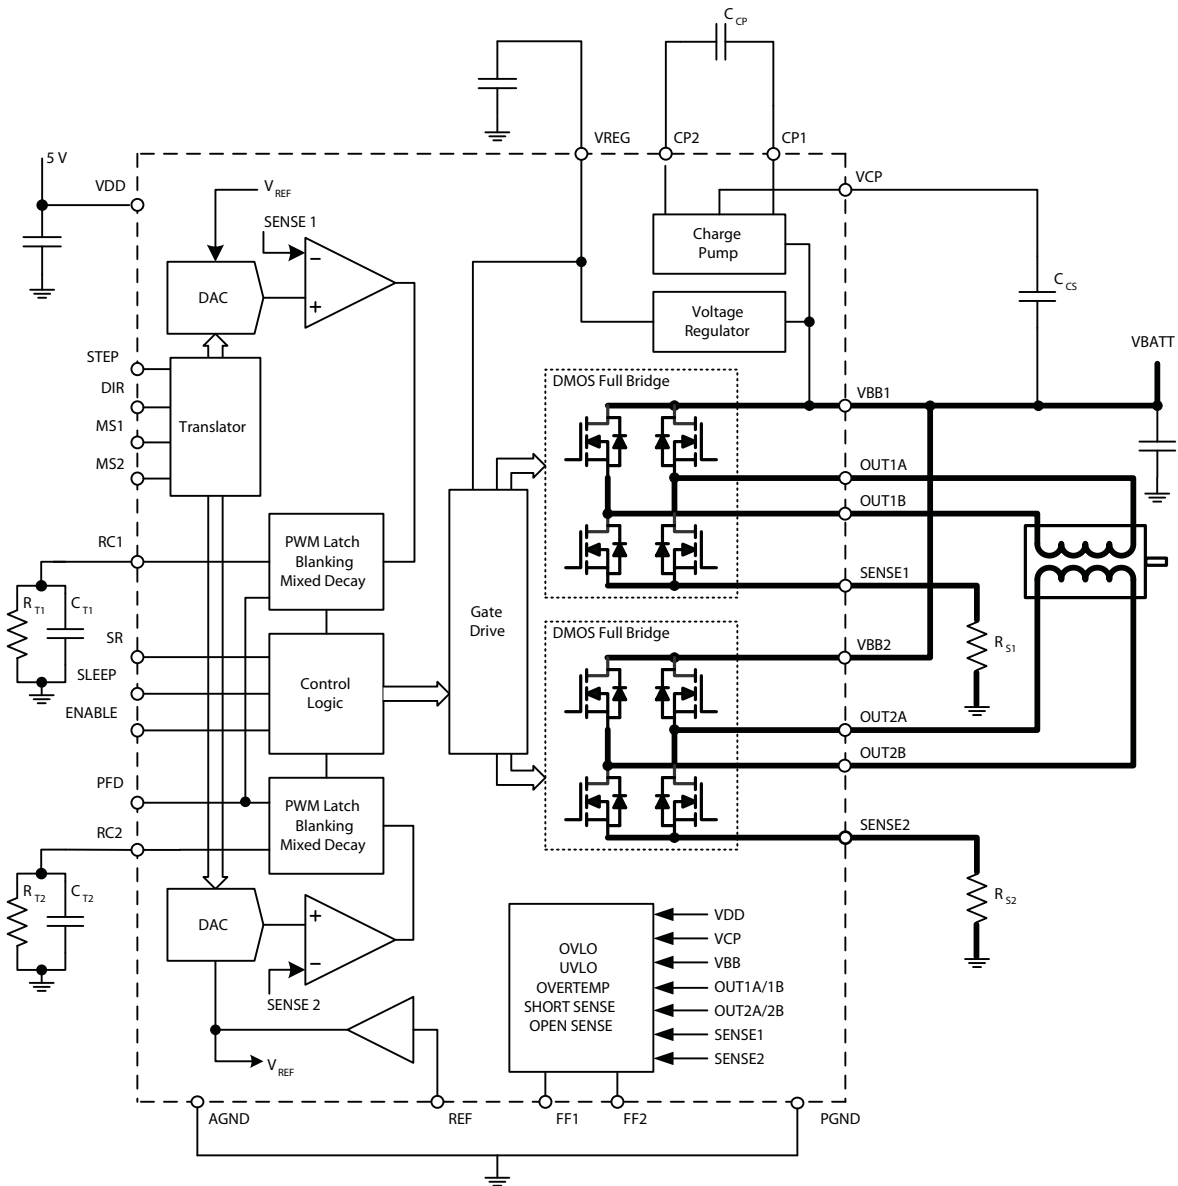 C CP
VREG
CP2
CP1
5 V
VDD
V REF
VCP
SENSE 1
Charge
Pump
DAC
C CS
Voltage
Regulator
VBATT
STEP
DIR
MS1
MS2
Translator
DMOS Full Bridge
VBB1
OUT1A
OUT1B
RC1
PWM Latch
Blanking
Mixed Decay
SENSE1
R T1
C T1
Gate
Drive
SR
SLEEP
ENABLE
Control
Logic
DMOS Full Bridge
R S1
VBB2
OUT2A
OUT2B
PFD
RC2
PWM Latch
Blanking
Mixed Decay
SENSE2
R T2
C T2
R S2
DAC
SENSE 2
OVLO
UVLO
OVERTEMP
SHORT SENSE
OPEN SENSE
VDD
VCP
VBB
OUT1A/1B
OUT2A/2B
SENSE1
SENSE2
V REF
AGND
REF
FF1
FF2
PGND
+
−
+
−